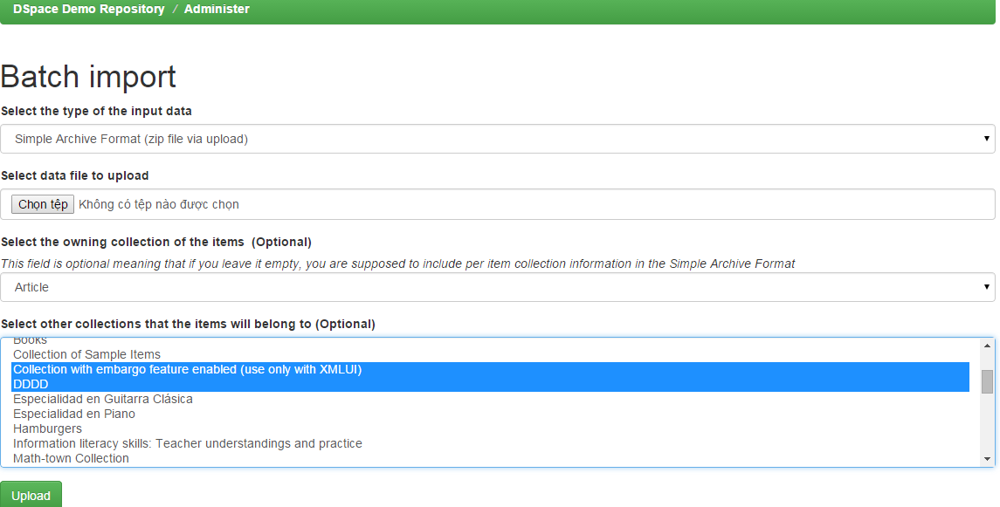 DSpace Demo Repository / Administer
Batch import
Select the type of the input data
Simple Archive Format (zip file via upload)
Select data file to upload
Chọn tệp Không có tệp nào được chọn
Select the owning collection of the items (Optional)
This field is optional meaning that if you leave it empty, you are supposed to include per item collection information in the Simple Archive Format
Article
Select other collections that the items will belong to (Optional)
Books
Collection of Sample Items
Collection with embargo feature enabled (use only with XMLUI)
DDDD
Especialidad en Guitarra Clásica
Especialidad en Piano
Hamburgers
Information literacy skills: Teacher understandings and practice
Math-town Collection
Upload